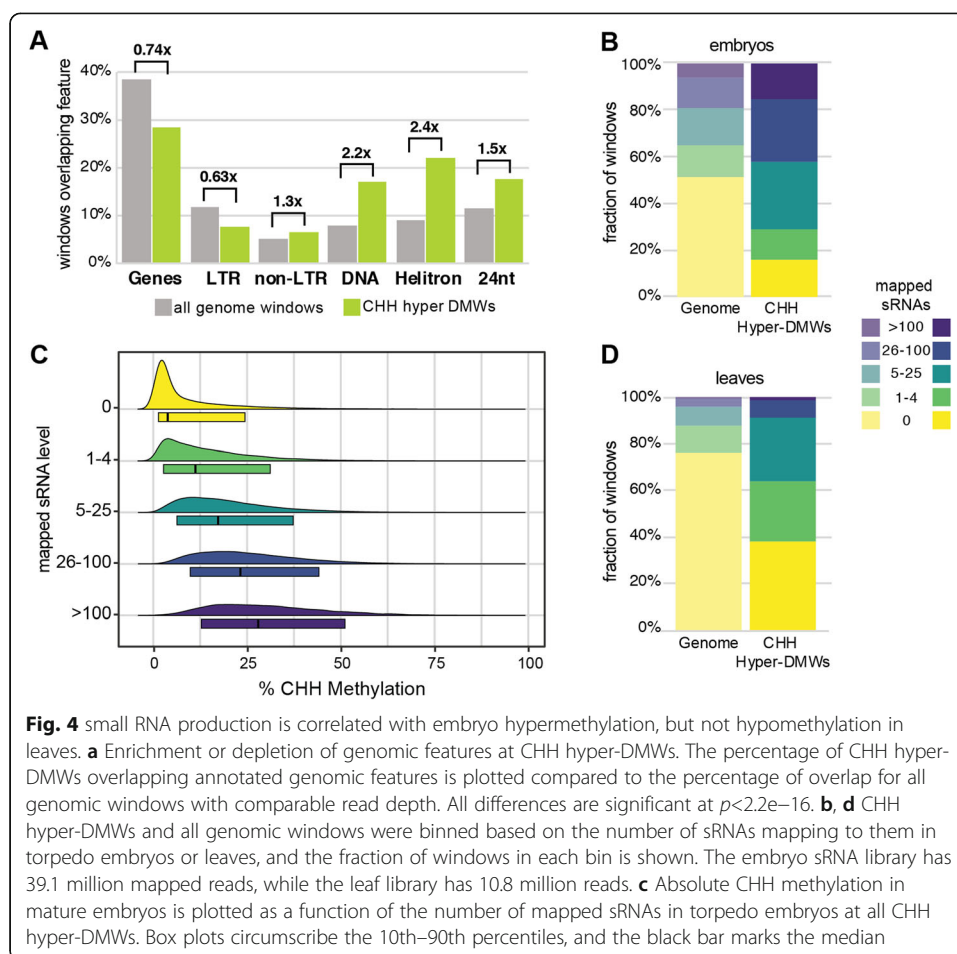 A
0.74x
40%
30%
20%
10%
0%
windows overlapping feature
0.63x
1.3x
2.2x
2.4x
1.5x
Genes LTR non-LTR DNA Helitron 24nt
all genome windows CHH hyper DMWs
B
embryos
100%
80%
60%
40%
20%
0%
fraction of windows
Genome CHH
Hyper-DMWs
mapped
sRNAs
>100
26-100
5-25
1-4
0
C
mapped sRNA level
0
1-4
5-25
26-100
>100
0 25 50 75 100
% CHH Methylation
D
leaves
100%
80%
60%
40%
20%
0%
fraction of windows
Genome CHH
Hyper-DMWs
Fig. 4 small RNA production is correlated with embryo hypermethylation, but not hypomethylation in
leaves. a Enrichment or depletion of genomic features at CHH hyper-DMWs. The percentage of CHH hyper-
DMWs overlapping annotated genomic features is plotted compared to the percentage of overlap for all
genomic windows with comparable read depth. All differences are significant at p<2.2e−16. b, d CHH
hyper-DMWs and all genomic windows were binned based on the number of sRNAs mapping to them in
torpedo embryos or leaves, and the fraction of windows in each bin is shown. The embryo sRNA library has
39.1 million mapped reads, while the leaf library has 10.8 million reads. c Absolute CHH methylation in
mature embryos is plotted as a function of the number of mapped sRNAs in torpedo embryos at all CHH
hyper-DMWs. Box plots circumscribe the 10th–90th percentiles, and the black bar marks the median